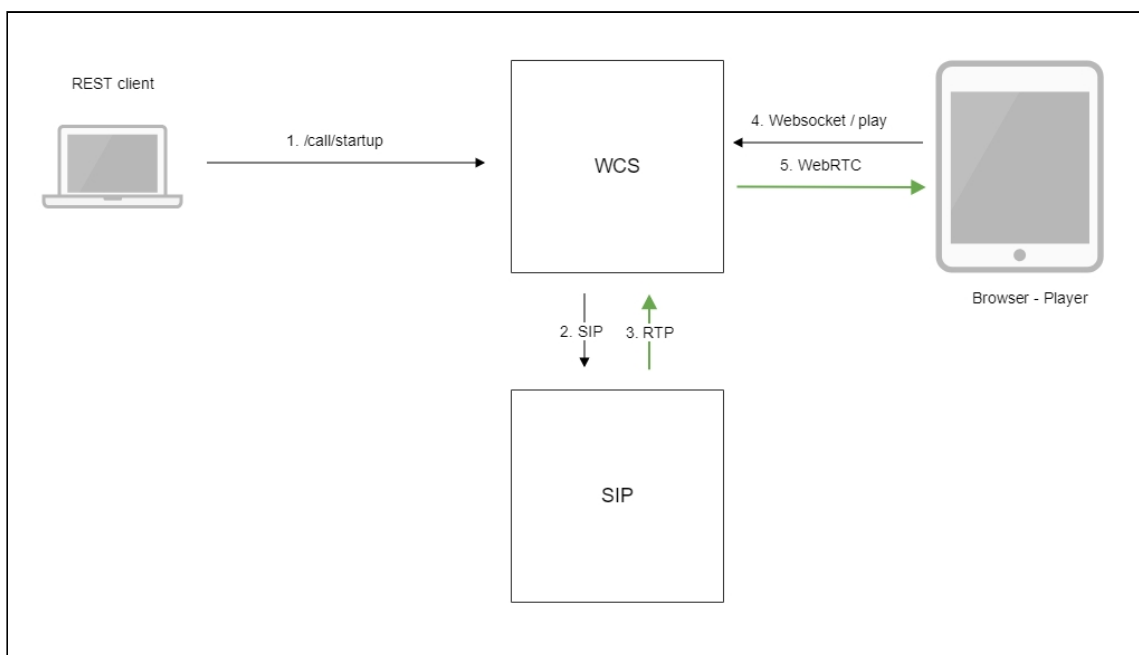 REST client
1. /call/startup
WCS
4. Websocket / play
5. WebRTC
Browser - Player
2. SIP
3. RTP
SIP